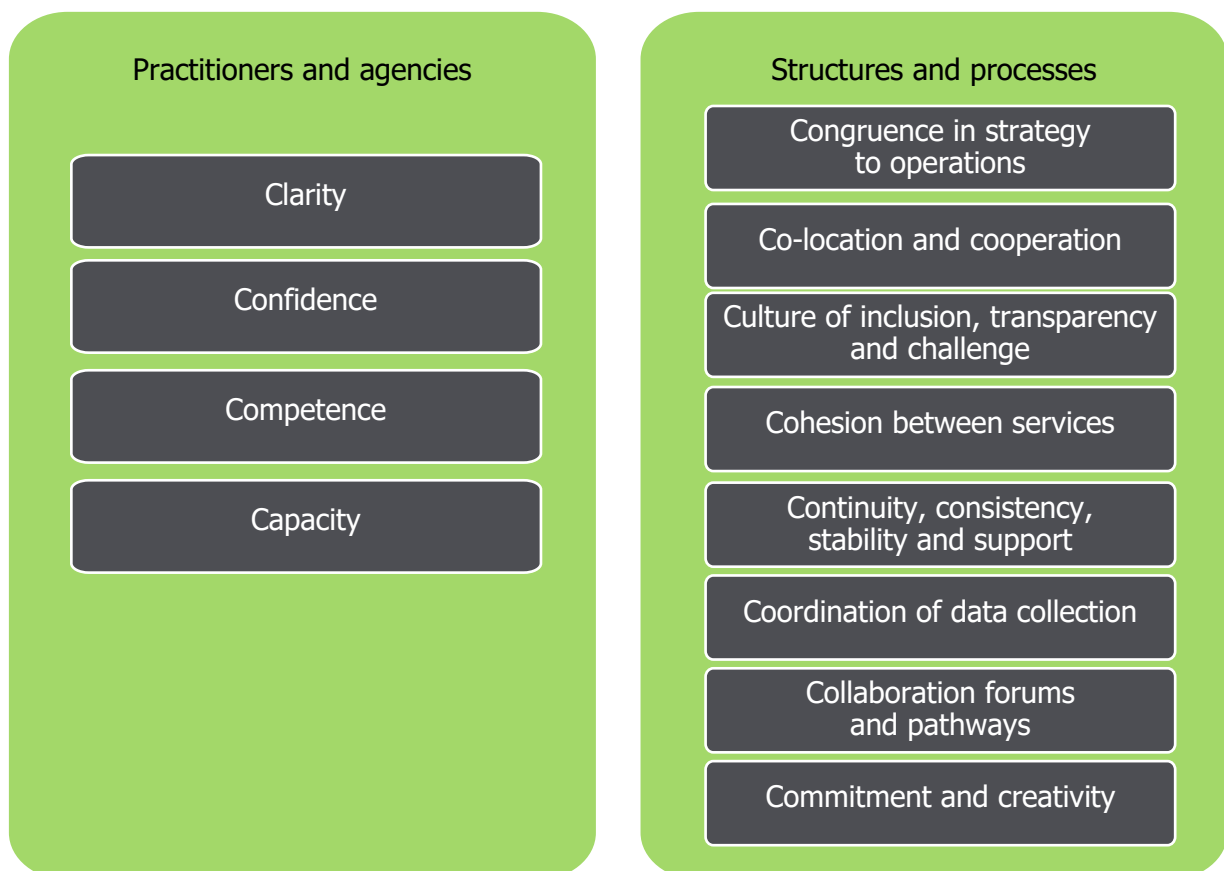 Practitioners and agencies
Clarity
Confidence
Competence
Capacity
Structures and processes
Congruence in strategy
to operations
Co-location and cooperation
Culture of inclusion, transparency
and challenge
Cohesion between services
Continuity, consistency,
stability and support
Coordination of data collection
Collaboration forums
and pathways
Commitment and creativity